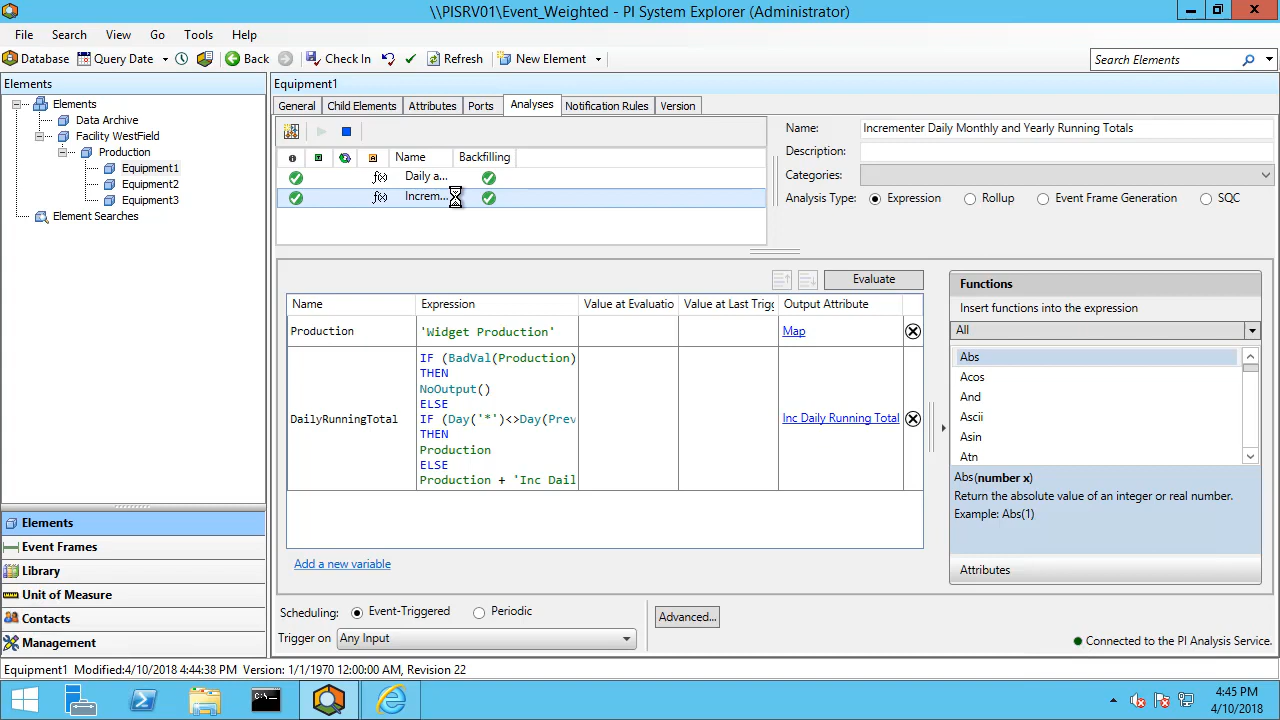 \\PISRV01\Event_Weighted - PI System Explorer (Administrator)
File Search View Go Tools Help
Database Query Date Back Check In Refresh New Element Search Elements
Elements
Elements
Data Archive
Facility WestField
Production
Equipment1
Equipment2
Equipment3
Element Searches
Equipment1
General Child Elements Attributes Ports Analyses Notification Rules Version
Name Backfilling
f(x) Daily a...
f(x) Increm...
Name: Incrementer Daily Monthly and Yearly Running Totals
Description:
Categories:
Analysis Type: Expression Rollup Event Frame Generation SQC
Evaluate
Name Expression Value at Evaluatio Value at Last Trigg Output Attribute
Production 'Widget Production' Map
DailyRunningTotal
IF (BadVal(Production)
THEN
NoOutput()
ELSE
IF (Day('*')<>Day(Prev
THEN
Production
ELSE
Production + 'Inc Dail
Inc Daily Running Total
Add a new variable
Functions
Insert functions into the expression
All
Abs
Acos
And
Ascii
Asin
Atn
Abs(number x)
Return the absolute value of an integer or real number.
Example: Abs(1)
Attributes
Scheduling: Event-Triggered Periodic
Trigger on Any Input
Advanced...
Connected to the PI Analysis Service.
Elements
Event Frames
Library
Unit of Measure
Contacts
Management
Equipment1 Modified:4/10/2018 4:44:38 PM Version: 1/1/1970 12:00:00 AM, Revision 22
C:\_
4:45 PM
4/10/2018